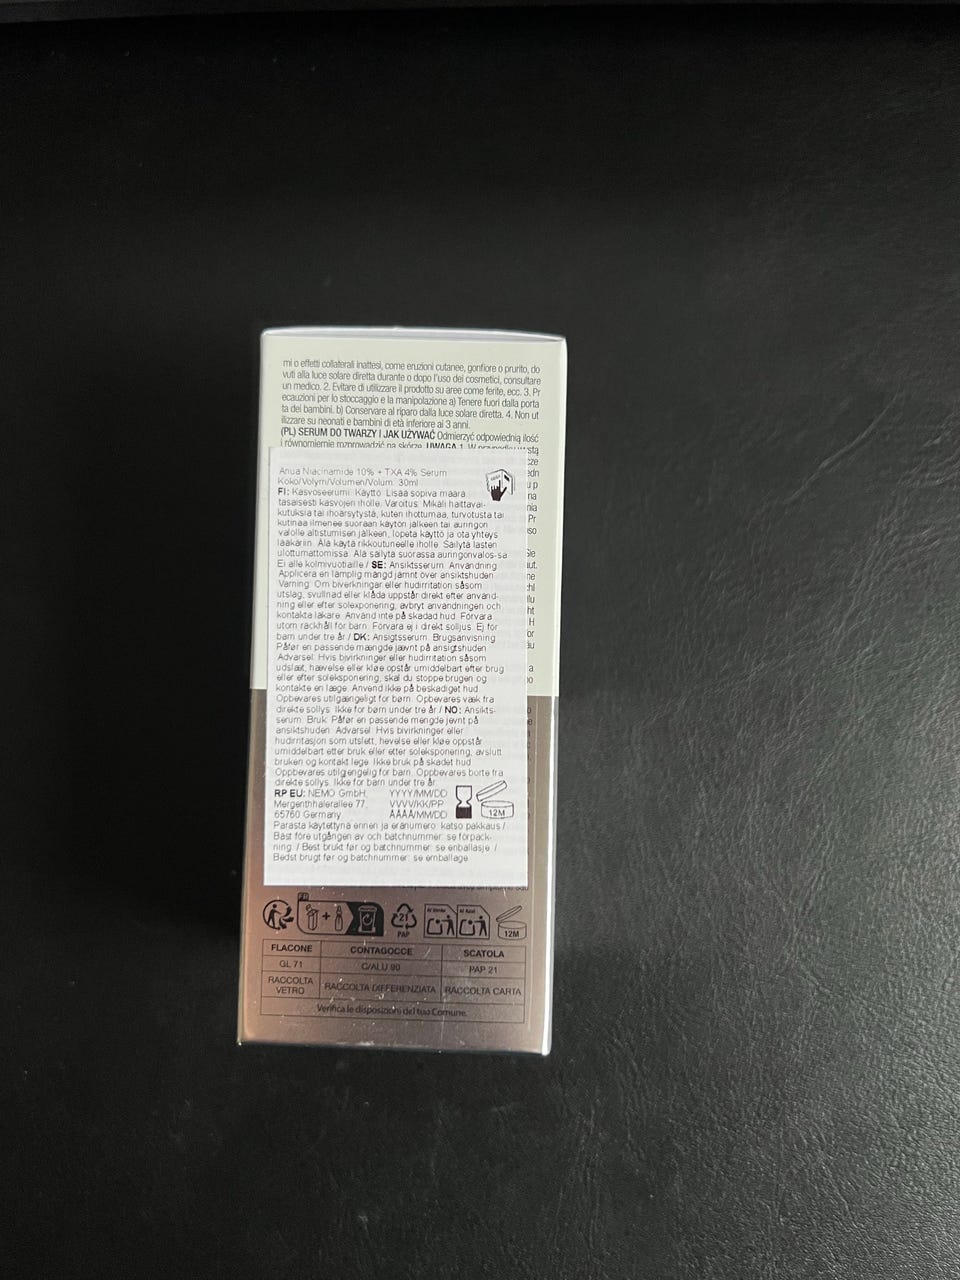 mi o effetti collaterali inattesi, come eruzioni cutanee, gonfiore o prurito, do
vuti alla luce solare diretta durante o dopo l'uso dei cosmetici, consultare
un medico. 2. Evitare di utilizzare il prodotto su aree come ferite, ecc. 3. Pr
ecauzioni per lo stoccaggio e la manipolazione a) Tenere fuori dalla porta
ta dei bambini. b) Conservare al riparo dalla luce solare diretta. 4. Non ut
ilizzare su neonati e bambini di età inferiore ai 3 anni.
(PL) SERUM DO TWARZY I JAK UŻYWAĆ Odmierzyć odpowiednią ilość
i równomiernie rozprowadzić na skórze. UWAGA 1. W
Anua Niacinamide 10% + TXA 4% Serum
Koko/Volym/Volumen/Volum: 30ml
FI: Kasvoseerumi. Käyttö: Lisää sopiva määrä
tasaisesti kasvojen iholle. Varoitus: Mikäli haittavai-
kutuksia tai ihoärsytystä, kuten ihottumaa, turvotusta tai
kutinaa ilmenee suoraan käytön jälkeen tai auringon
valolle altistumisen jälkeen, lopeta käyttö ja ota yhteys
lääkäriin. Älä käytä rikkoutuneelle iholle. Säilytä lasten
ulottumattomissa. Älä säilytä suorassa auringonvalos-sa.
Ei alle kolmivuotiaille / SE: Ansiktsserum. Användning:
Applicera en lämplig mängd jämnt över ansiktshuden.
Varning: Om biverkningar eller hudirritation såsom
utslag, svullnad eller klåda uppstår direkt efter använd-
ning eller efter solexponering, avbryt användningen och
kontakta läkare. Använd inte på skadad hud. Förvara
utom räckhåll för barn. Förvara ej i direkt solljus. Ej för
barn under tre år / DK: Ansigtsserum. Brugsanvisning:
Påfør en passende mængde jævnt på ansigtshuden.
Advarsel: Hvis bivirkninger eller hudirritation såsom
udslæt, hævelse eller kløe opstår umiddelbart efter brug
eller efter soleksponering, skal du stoppe brugen og
kontakte en læge. Anvend ikke på beskadiget hud.
Opbevares utilgængeligt for børn. Opbevares væk fra
direkte sollys. Ikke for børn under tre år / NO: Ansikts-
serum. Bruk: Påfør en passende mengde jevnt på
ansiktshuden. Advarsel: Hvis bivirkninger eller
hudirritasjon som utslett, hevelse eller kløe oppstår
umiddelbart etter bruk eller etter soleksponering, avslutt
bruken og kontakt lege. Ikke bruk på skadet hud.
Oppbevares utilgjengelig for barn. Oppbevares borte fra
direkte sollys. Ikke for barn under tre år.
RP EU: NEMO GmbH, YYYY/MM/DD
Mergenthhalerallee 77, VVVV/KK/PP
65760 Germany ÅÅÅÅ/MM/DD
12M
Parasta käytettynä ennen ja eränumero: katso pakkaus /
Bäst före utgången av och batchnummer: se förpack-
ning. / Best brukt før og batchnummer: se emballasje /
Bedst brugt før og batchnummer: se emballage
FR
21
PAP
12M
FLACONE CONTAGOCCE SCATOLA
GL 71 C/ALU 90 PAP 21
RACCOLTA VETRO RACCOLTA DIFFERENZIATA RACCOLTA CARTA
Verifica le disposizioni del tuo Comune.